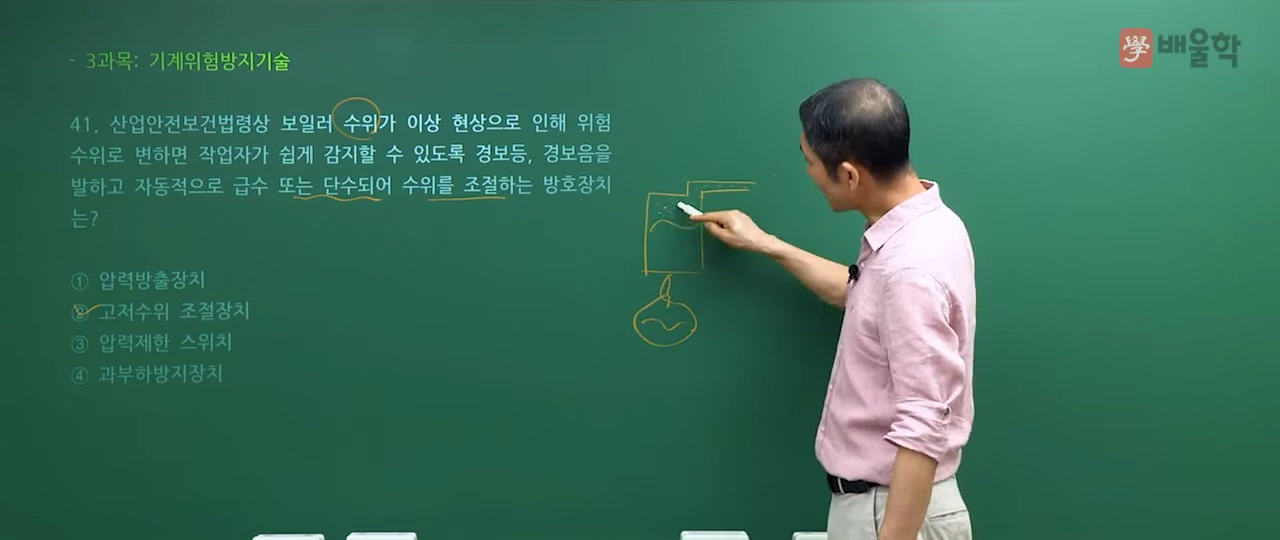 學 배울학
- 3과목: 기계위험방지기술
41. 산업안전보건법령상 보일러 수위가 이상 현상으로 인해 위험
수위로 변하면 작업자가 쉽게 감지할 수 있도록 경보등, 경보음을
발하고 자동적으로 급수 또는 단수되어 수위를 조절하는 방호장치
는?
① 압력방출장치
② 고저수위 조절장치
③ 압력제한 스위치
④ 과부하방지장치